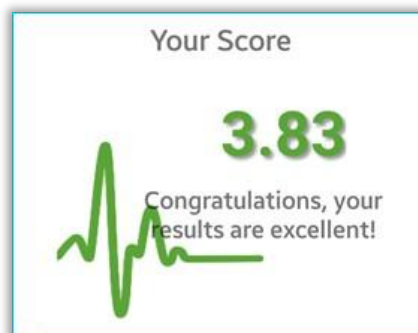 Your Score
3.83
Congratulations, your
results are excellent!